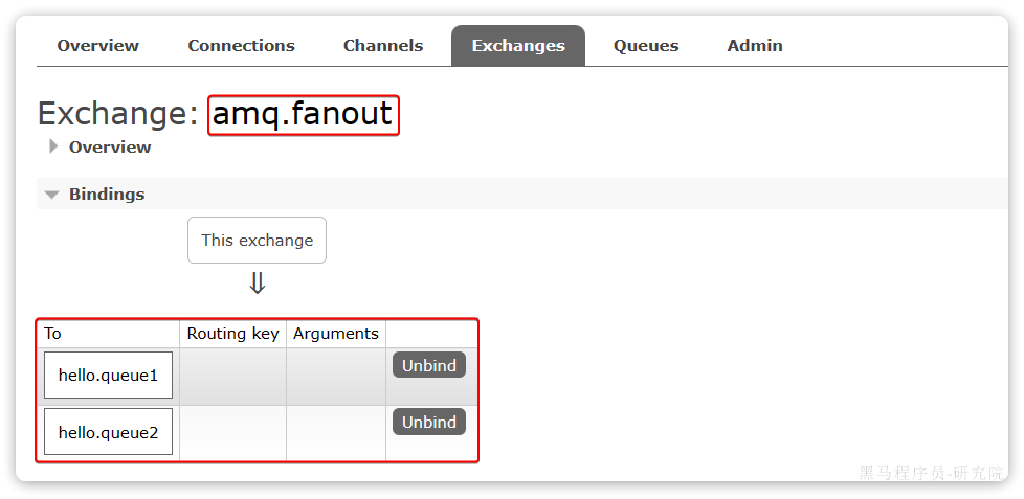 Overview Connections Channels Exchanges Queues Admin
Exchange: amq.fanout
Overview
Bindings
This exchange
⇓
To Routing key Arguments
hello.queue1 Unbind
hello.queue2 Unbind
黑马程序员-研究院